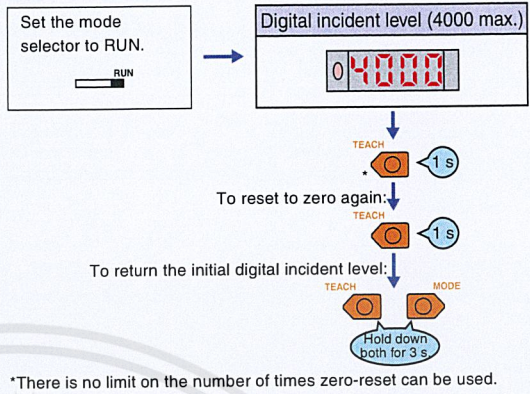 Set the mode
selector to RUN.
RUN
Digital incident level (4000 max.)
0 4000
TEACH
* 1 s
To reset to zero again:
TEACH
1 s
To return the initial digital incident level:
TEACH MODE
Hold down
both for 3 s.
*There is no limit on the number of times zero-reset can be used.